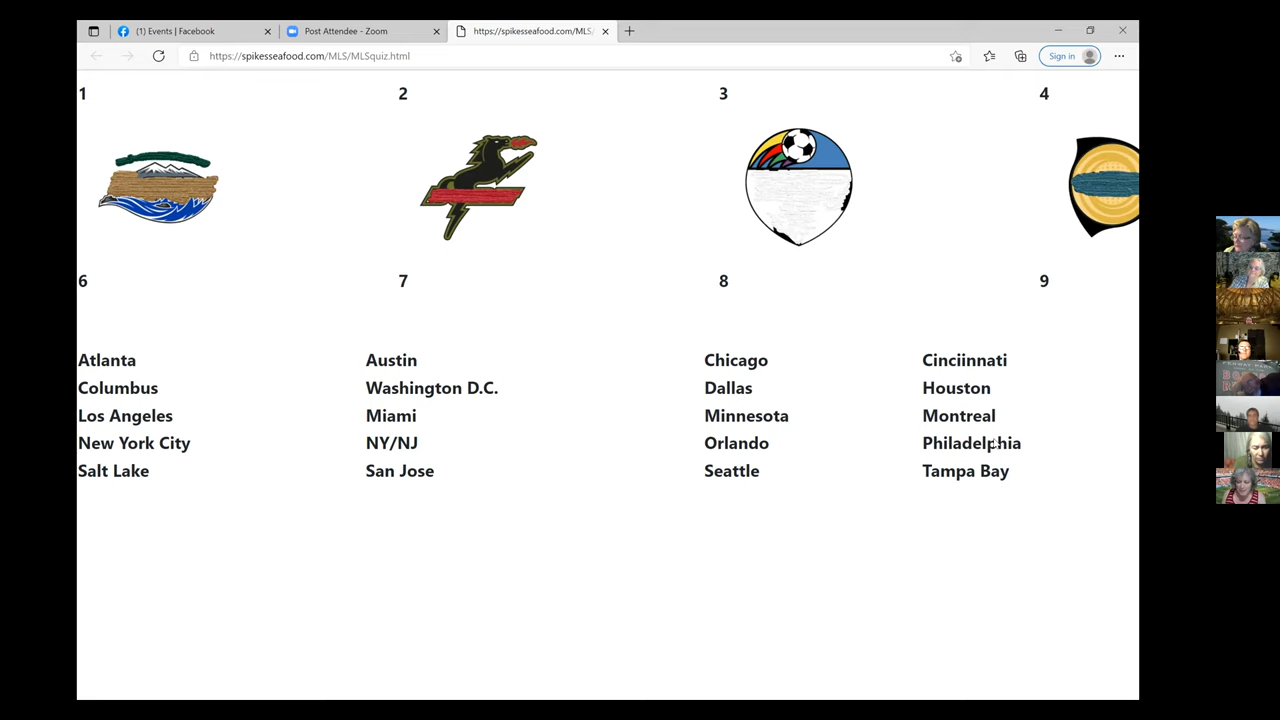 (1) Events | Facebook
Post Attendee - Zoom
https://spikesseafood.com/MLS/
https://spikesseafood.com/MLS/MLSquiz.html
Sign in
1 2 3 4
6 7 8 9
Atlanta Austin Chicago Cinciinnati
Columbus Washington D.C. Dallas Houston
Los Angeles Miami Minnesota Montreal
New York City NY/NJ Orlando Philadelphia
Salt Lake San Jose Seattle Tampa Bay